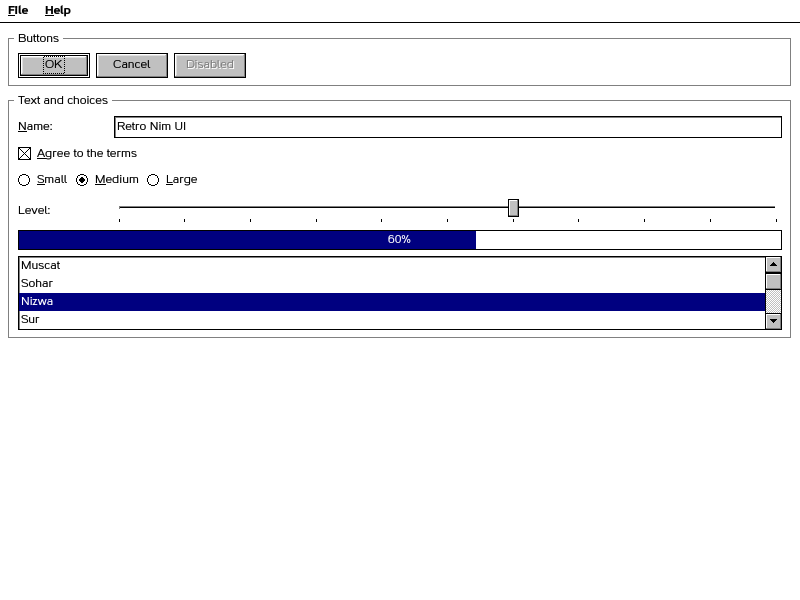 File Help
Buttons
OK Cancel Disabled
Text and choices
Name: Retro Nim UI
Agree to the terms
Small Medium Large
Level:
60%
Muscat
Sohar
Nizwa
Sur